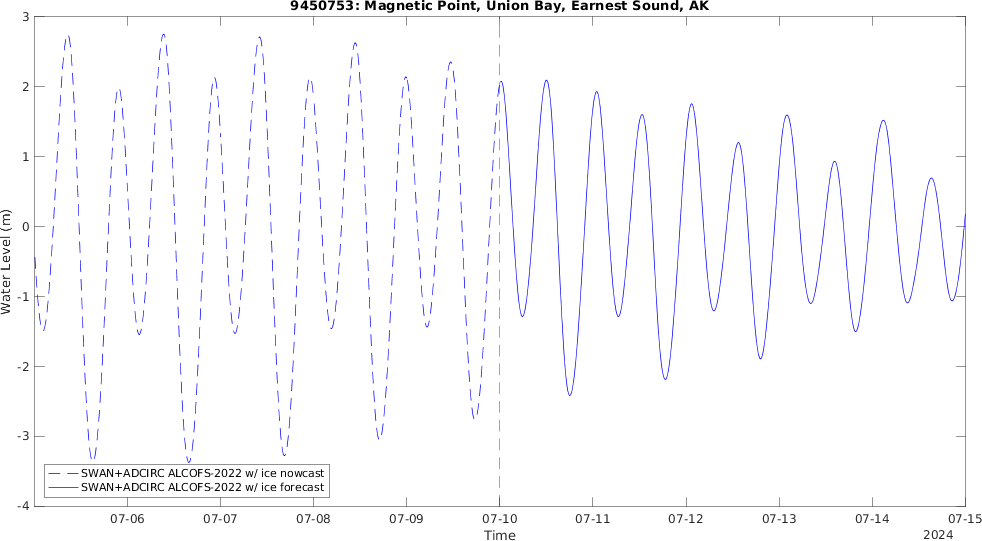 9450753: Magnetic Point, Union Bay, Earnest Sound, AK
3
2
1
0
-1
-2
-3
-4
Water Level (m)
SWAN+ADCIRC ALCOFS-2022 w/ ice nowcast
SWAN+ADCIRC ALCOFS-2022 w/ ice forecast
07-06 07-07 07-08 07-09 07-10 07-11 07-12 07-13 07-14 07-15
Time
2024